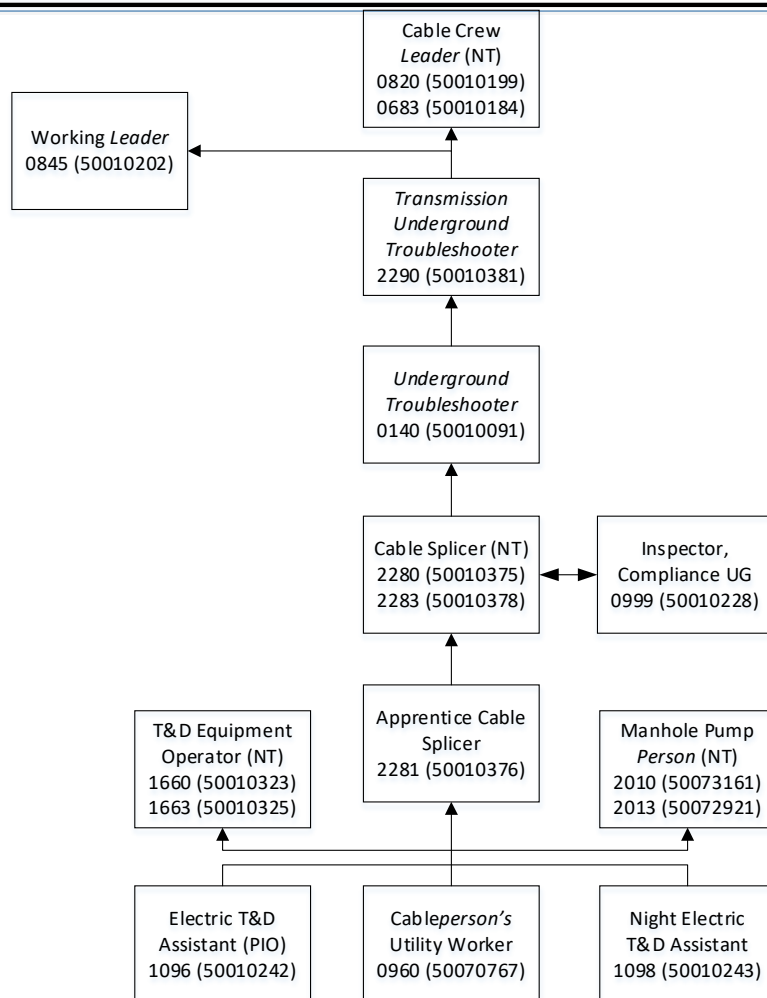 Cable Crew
Leader (NT)
0820 (50010199)
0683 (50010184)
Working Leader
0845 (50010202)
Transmission
Underground
Troubleshooter
2290 (50010381)
Underground
Troubleshooter
0140 (50010091)
Cable Splicer (NT)
2280 (50010375)
2283 (50010378)
Inspector,
Compliance UG
0999 (50010228)
T&D Equipment
Operator (NT)
1660 (50010323)
1663 (50010325)
Apprentice Cable
Splicer
2281 (50010376)
Manhole Pump
Person (NT)
2010 (50073161)
2013 (50072921)
Electric T&D
Assistant (PIO)
1096 (50010242)
Cableperson's
Utility Worker
0960 (50070767)
Night Electric
T&D Assistant
1098 (50010243)